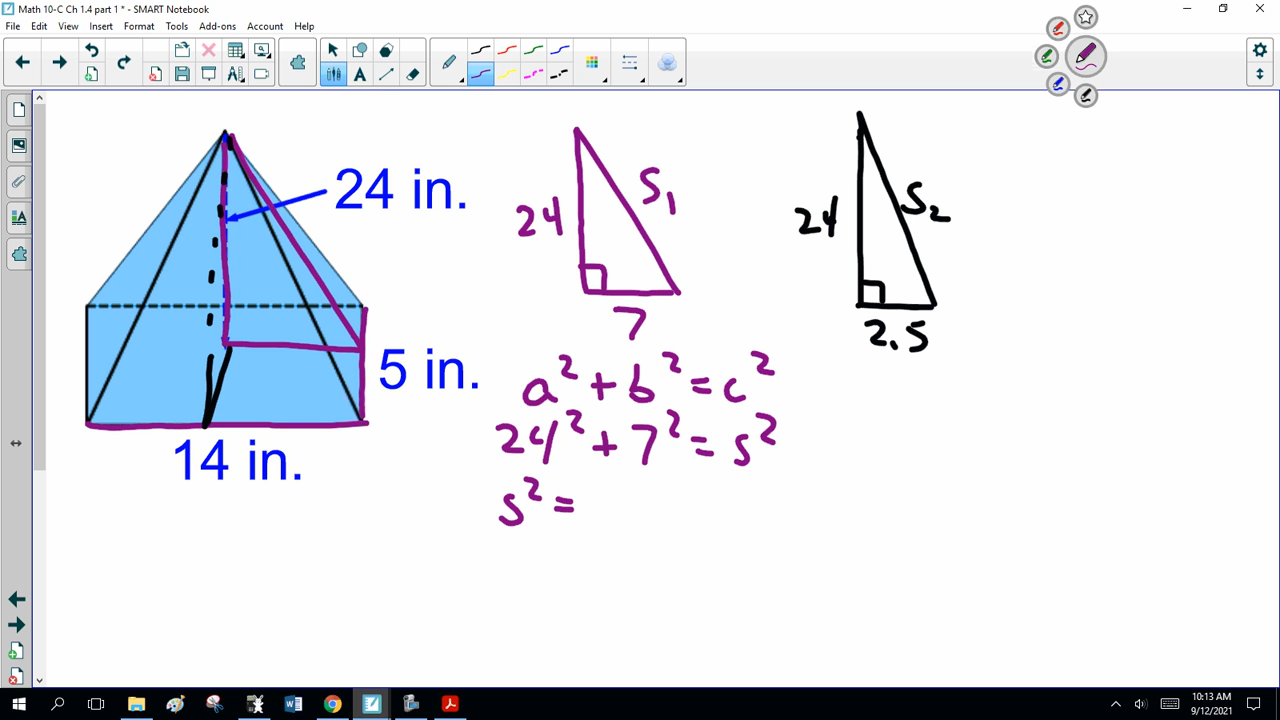 Math 10-C Ch 1.4 part 1 * - SMART Notebook
File Edit View Insert Format Tools Add-ons Account Help
24 in.
5 in.
14 in.
24
S₁
7
24
S₂
2.5
a² + b² = c²
24² + 7² = s²
s² =
10:13 AM
9/12/2021